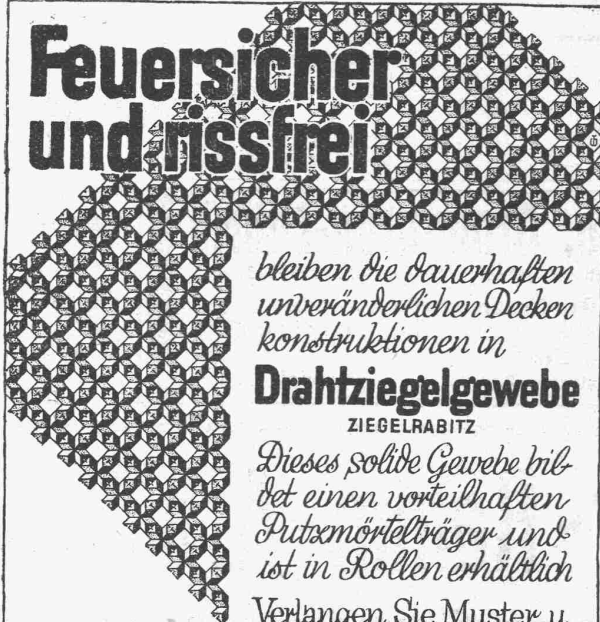 Feuersicher
und rissfrei
bleiben die dauerhaften
unveränderlichen Decken
konstruktionen in
Drahtziegelgewebe
ZIEGELRABITZ
Dieses solide Gewebe bil-
det einen vorteilhaften
Putzmörtelträger und
ist in Rollen erhältlich
Verlangen Sie Muster u.